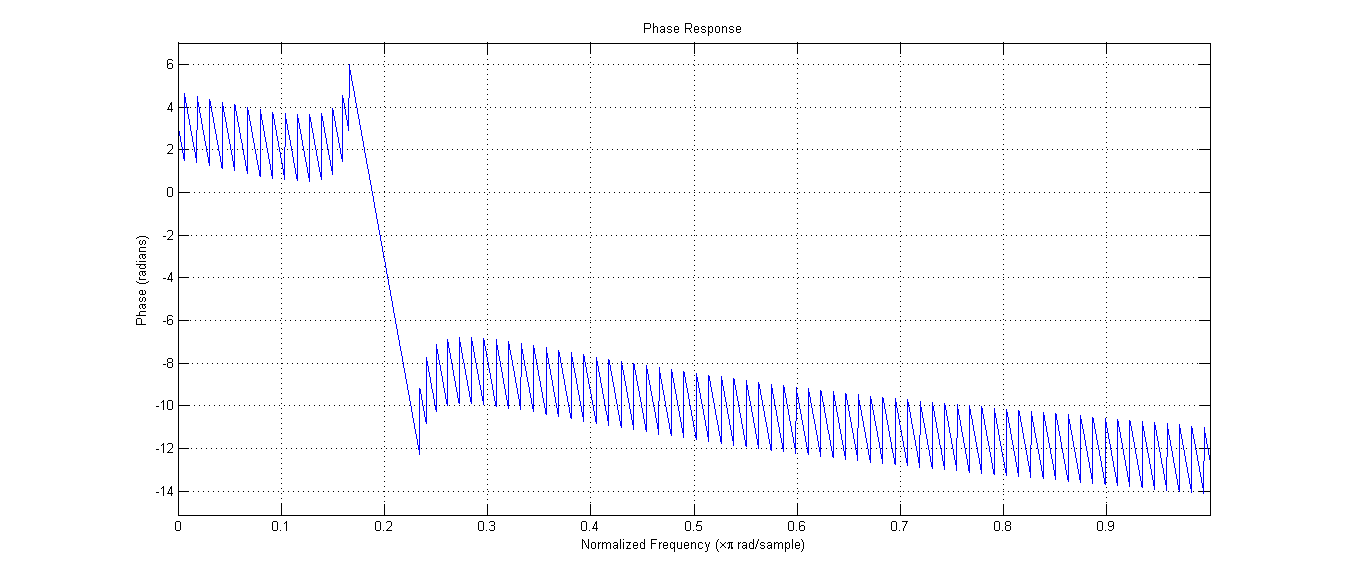 Phase Response
6
4
2
0
-2
-4
-6
-8
-10
-12
-14
Phase (radians)
0 0.1 0.2 0.3 0.4 0.5 0.6 0.7 0.8 0.9
Normalized Frequency (×π rad/sample)